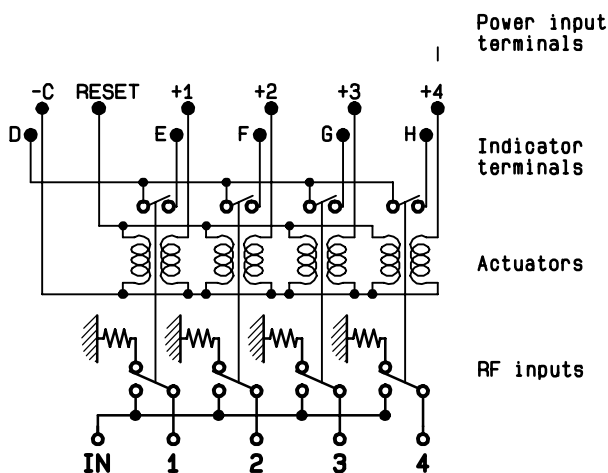 Power input
terminals
-C RESET +1 +2 +3 +4
D E F G H
Indicator
terminals
Actuators
RF inputs
IN 1 2 3 4